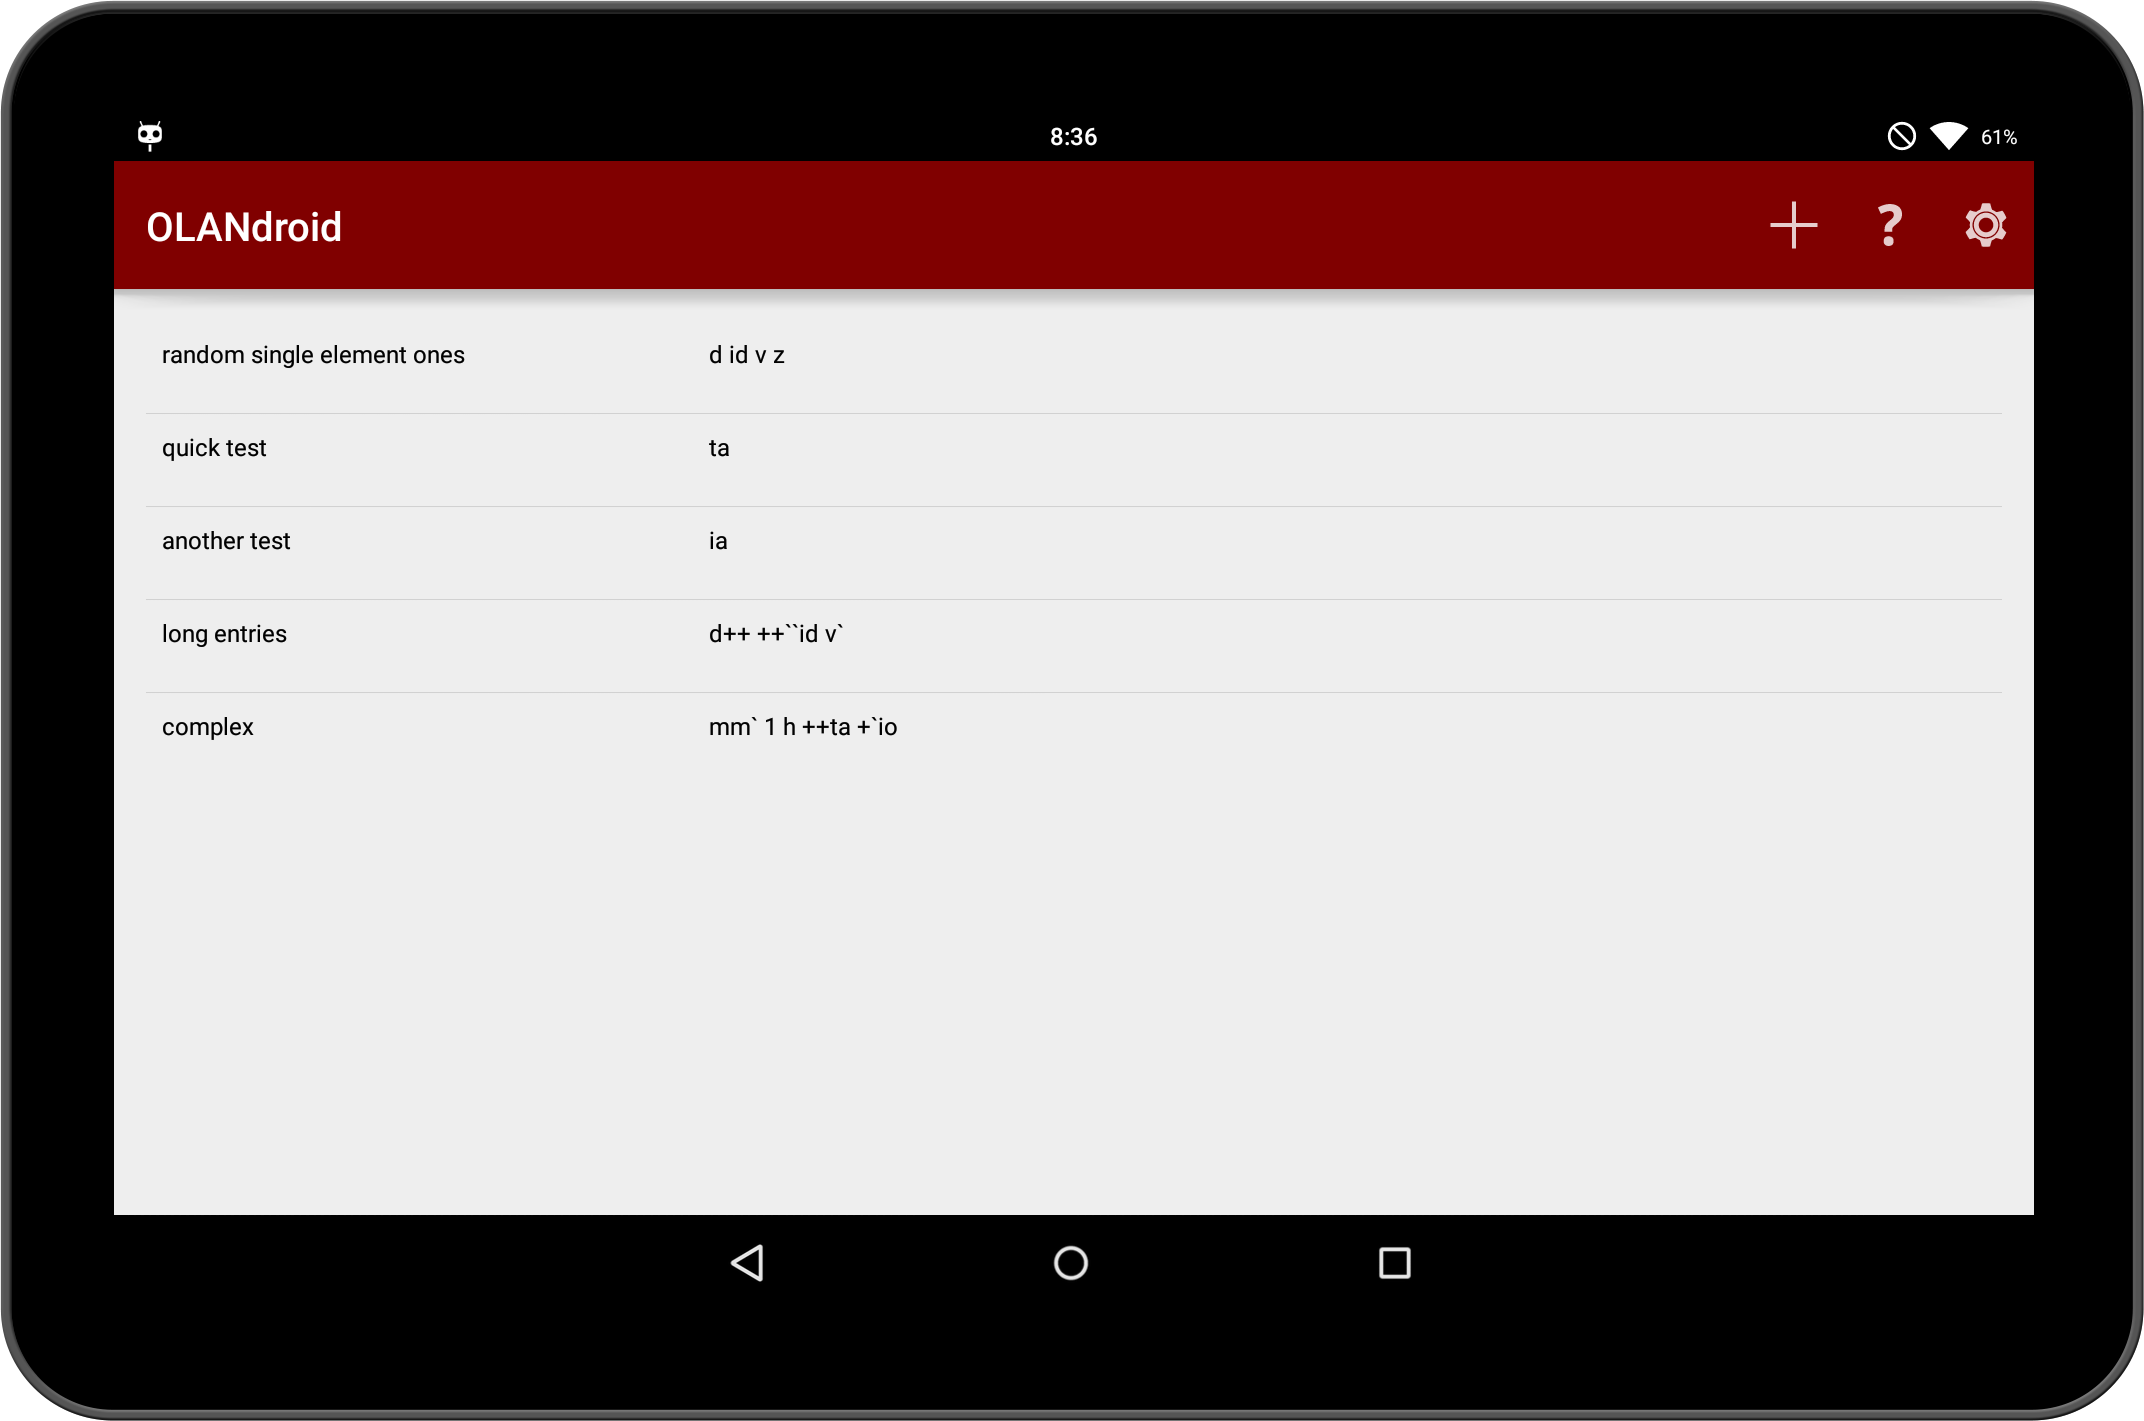 8:36
61%
OLANdroid
?
random single element ones d id v z
quick test ta
another test ia
long entries d++ ++``id v`
complex mm` 1 h ++ta +`io